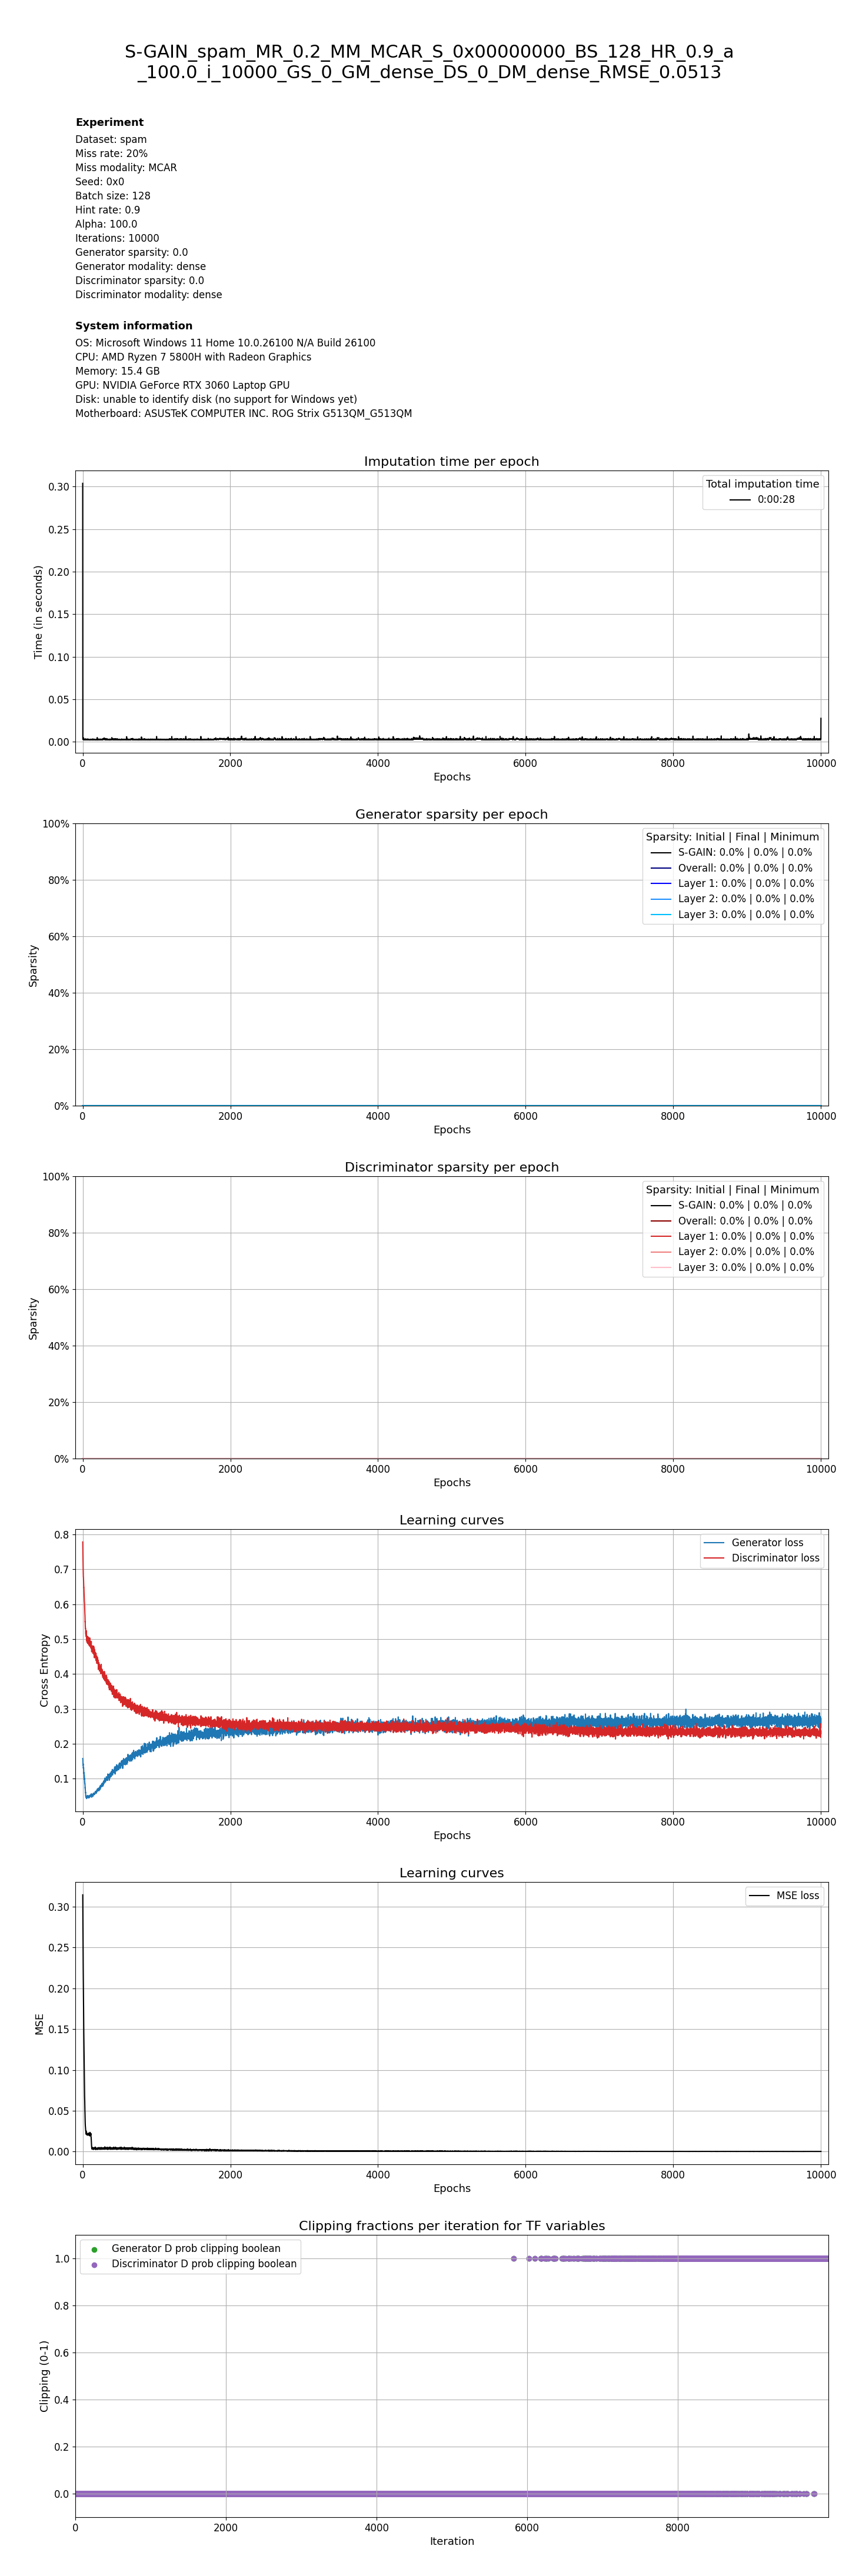 S-GAIN_spam_MR_0.2_MM_MCAR_S_0x00000000_BS_128_HR_0.9_a
_100.0_i_10000_GS_0_GM_dense_DS_0_DM_dense_RMSE_0.0513
Experiment
Dataset: spam
Miss rate: 20%
Miss modality: MCAR
Seed: 0x0
Batch size: 128
Hint rate: 0.9
Alpha: 100.0
Iterations: 10000
Generator sparsity: 0.0
Generator modality: dense
Discriminator sparsity: 0.0
Discriminator modality: dense
System information
OS: Microsoft Windows 11 Home 10.0.26100 N/A Build 26100
CPU: AMD Ryzen 7 5800H with Radeon Graphics
Memory: 15.4 GB
GPU: NVIDIA GeForce RTX 3060 Laptop GPU
Disk: unable to identify disk (no support for Windows yet)
Motherboard: ASUSTeK COMPUTER INC. ROG Strix G513QM_G513QM
Imputation time per epoch
Total imputation time
0:00:28
Time (in seconds)
0.30
0.25
0.20
0.15
0.10
0.05
0.00
0 2000 4000 6000 8000 10000
Epochs
Generator sparsity per epoch
Sparsity: Initial | Final | Minimum
S-GAIN: 0.0% | 0.0% | 0.0%
Overall: 0.0% | 0.0% | 0.0%
Layer 1: 0.0% | 0.0% | 0.0%
Layer 2: 0.0% | 0.0% | 0.0%
Layer 3: 0.0% | 0.0% | 0.0%
Sparsity
100%
80%
60%
40%
20%
0%
0 2000 4000 6000 8000 10000
Epochs
Discriminator sparsity per epoch
Sparsity: Initial | Final | Minimum
S-GAIN: 0.0% | 0.0% | 0.0%
Overall: 0.0% | 0.0% | 0.0%
Layer 1: 0.0% | 0.0% | 0.0%
Layer 2: 0.0% | 0.0% | 0.0%
Layer 3: 0.0% | 0.0% | 0.0%
Sparsity
100%
80%
60%
40%
20%
0%
0 2000 4000 6000 8000 10000
Epochs
Learning curves
Generator loss
Discriminator loss
Cross Entropy
0.8
0.7
0.6
0.5
0.4
0.3
0.2
0.1
0 2000 4000 6000 8000 10000
Epochs
Learning curves
MSE loss
MSE
0.30
0.25
0.20
0.15
0.10
0.05
0.00
0 2000 4000 6000 8000 10000
Epochs
Clipping fractions per iteration for TF variables
Generator D prob clipping boolean
Discriminator D prob clipping boolean
Clipping (0-1)
1.0
0.8
0.6
0.4
0.2
0.0
0 2000 4000 6000 8000
Iteration